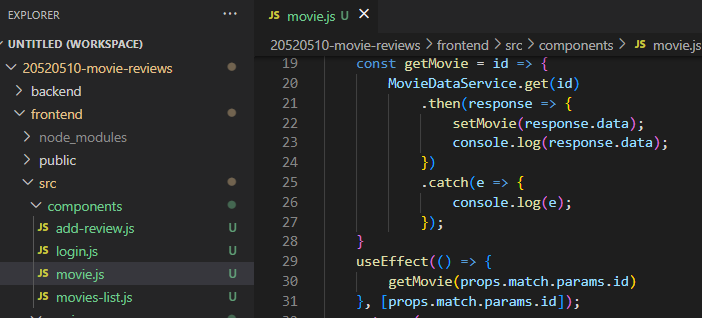 EXPLORER
UNTITLED (WORKSPACE)
20520510-movie-reviews
backend
frontend
node_modules
public
src
components
JS add-review.js U
JS login.js U
JS movie.js U
JS movies-list.js U
JS movie.js U ×
20520510-movie-reviews > frontend > src > components > JS movie.js
19 const getMovie = id => {
20 MovieDataService.get(id)
21 .then(response => {
22 setMovie(response.data);
23 console.log(response.data);
24 })
25 .catch(e => {
26 console.log(e);
27 });
28 }
29 useEffect(() => {
30 getMovie(props.match.params.id)
31 }, [props.match.params.id]);